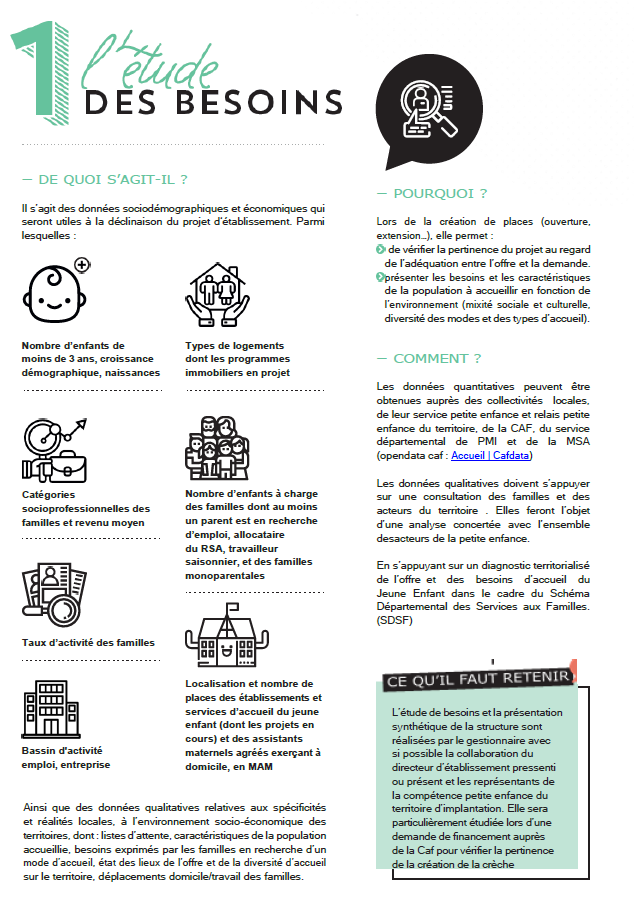 1
l'étude
DES BESOINS
– DE QUOI S'AGIT-IL ?
Il s'agit des données sociodémographiques et économiques qui
seront utiles à la déclinaison du projet d'établissement. Parmi
lesquelles :
Nombre d'enfants de
moins de 3 ans, croissance
démographique, naissances
Types de logements
dont les programmes
immobiliers en projet
Catégories
socioprofessionnelles des
familles et revenu moyen
Nombre d'enfants à charge
des familles dont au moins
un parent est en recherche
d'emploi, allocataire
du RSA, travailleur
saisonnier, et des familles
monoparentales
Taux d'activité des familles
Localisation et nombre de
places des établissements et
services d'accueil du jeune
enfant (dont les projets en
cours) et des assistants
maternels agréés exerçant à
domicile, en MAM
Bassin d'activité
emploi, entreprise
Ainsi que des données qualitatives relatives aux spécificités
et réalités locales, à l'environnement socio-économique des
territoires, dont : listes d'attente, caractéristiques de la population
accueillie, besoins exprimés par les familles en recherche d'un
mode d'accueil, état des lieux de l'offre et de la diversité d'accueil
sur le territoire, déplacements domicile/travail des familles.
– POURQUOI ?
Lors de la création de places (ouverture,
extension…), elle permet :
de vérifier la pertinence du projet au regard
de l'adéquation entre l'offre et la demande.
présenter les besoins et les caractéristiques
de la population à accueillir en fonction de
l'environnement (mixité sociale et culturelle,
diversité des modes et des types d'accueil).
– COMMENT ?
Les données quantitatives peuvent être
obtenues auprès des collectivités locales,
de leur service petite enfance et relais petite
enfance du territoire, de la CAF, du service
départemental de PMI et de la MSA
(opendata caf : Accueil | Cafdata)
Les données qualitatives doivent s'appuyer
sur une consultation des familles et des
acteurs du territoire . Elles feront l'objet
d'une analyse concertée avec l'ensemble
desacteurs de la petite enfance.
En s'appuyant sur un diagnostic territorialisé
de l'offre et des besoins d'accueil du
Jeune Enfant dans le cadre du Schéma
Départemental des Services aux Familles.
(SDSF)
CE QU'IL FAUT RETENIR
L'étude de besoins et la présentation
synthétique de la structure sont
réalisées par le gestionnaire avec
si possible la collaboration du
directeur d'établissement pressenti
ou présent et les représentants de
la compétence petite enfance du
territoire d'implantation. Elle sera
particulièrement étudiée lors d'une
demande de financement auprès
de la Caf pour vérifier la pertinence
de la création de la crèche